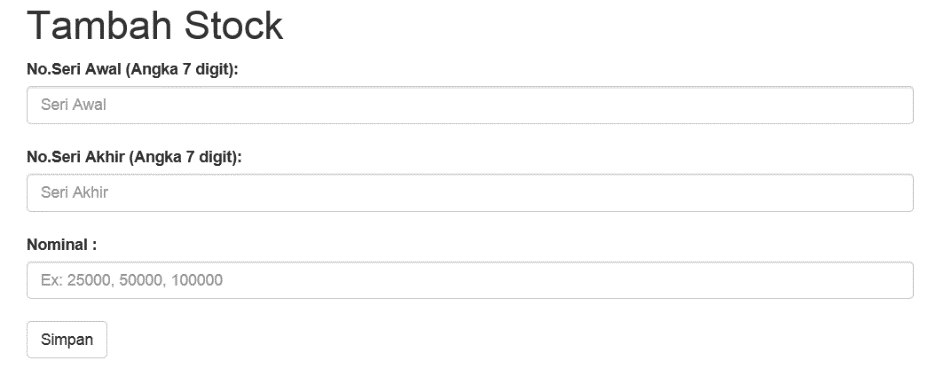 Tambah Stock
No.Seri Awal (Angka 7 digit):
Seri Awal
No.Seri Akhir (Angka 7 digit):
Seri Akhir
Nominal :
Ex: 25000, 50000, 100000
Simpan